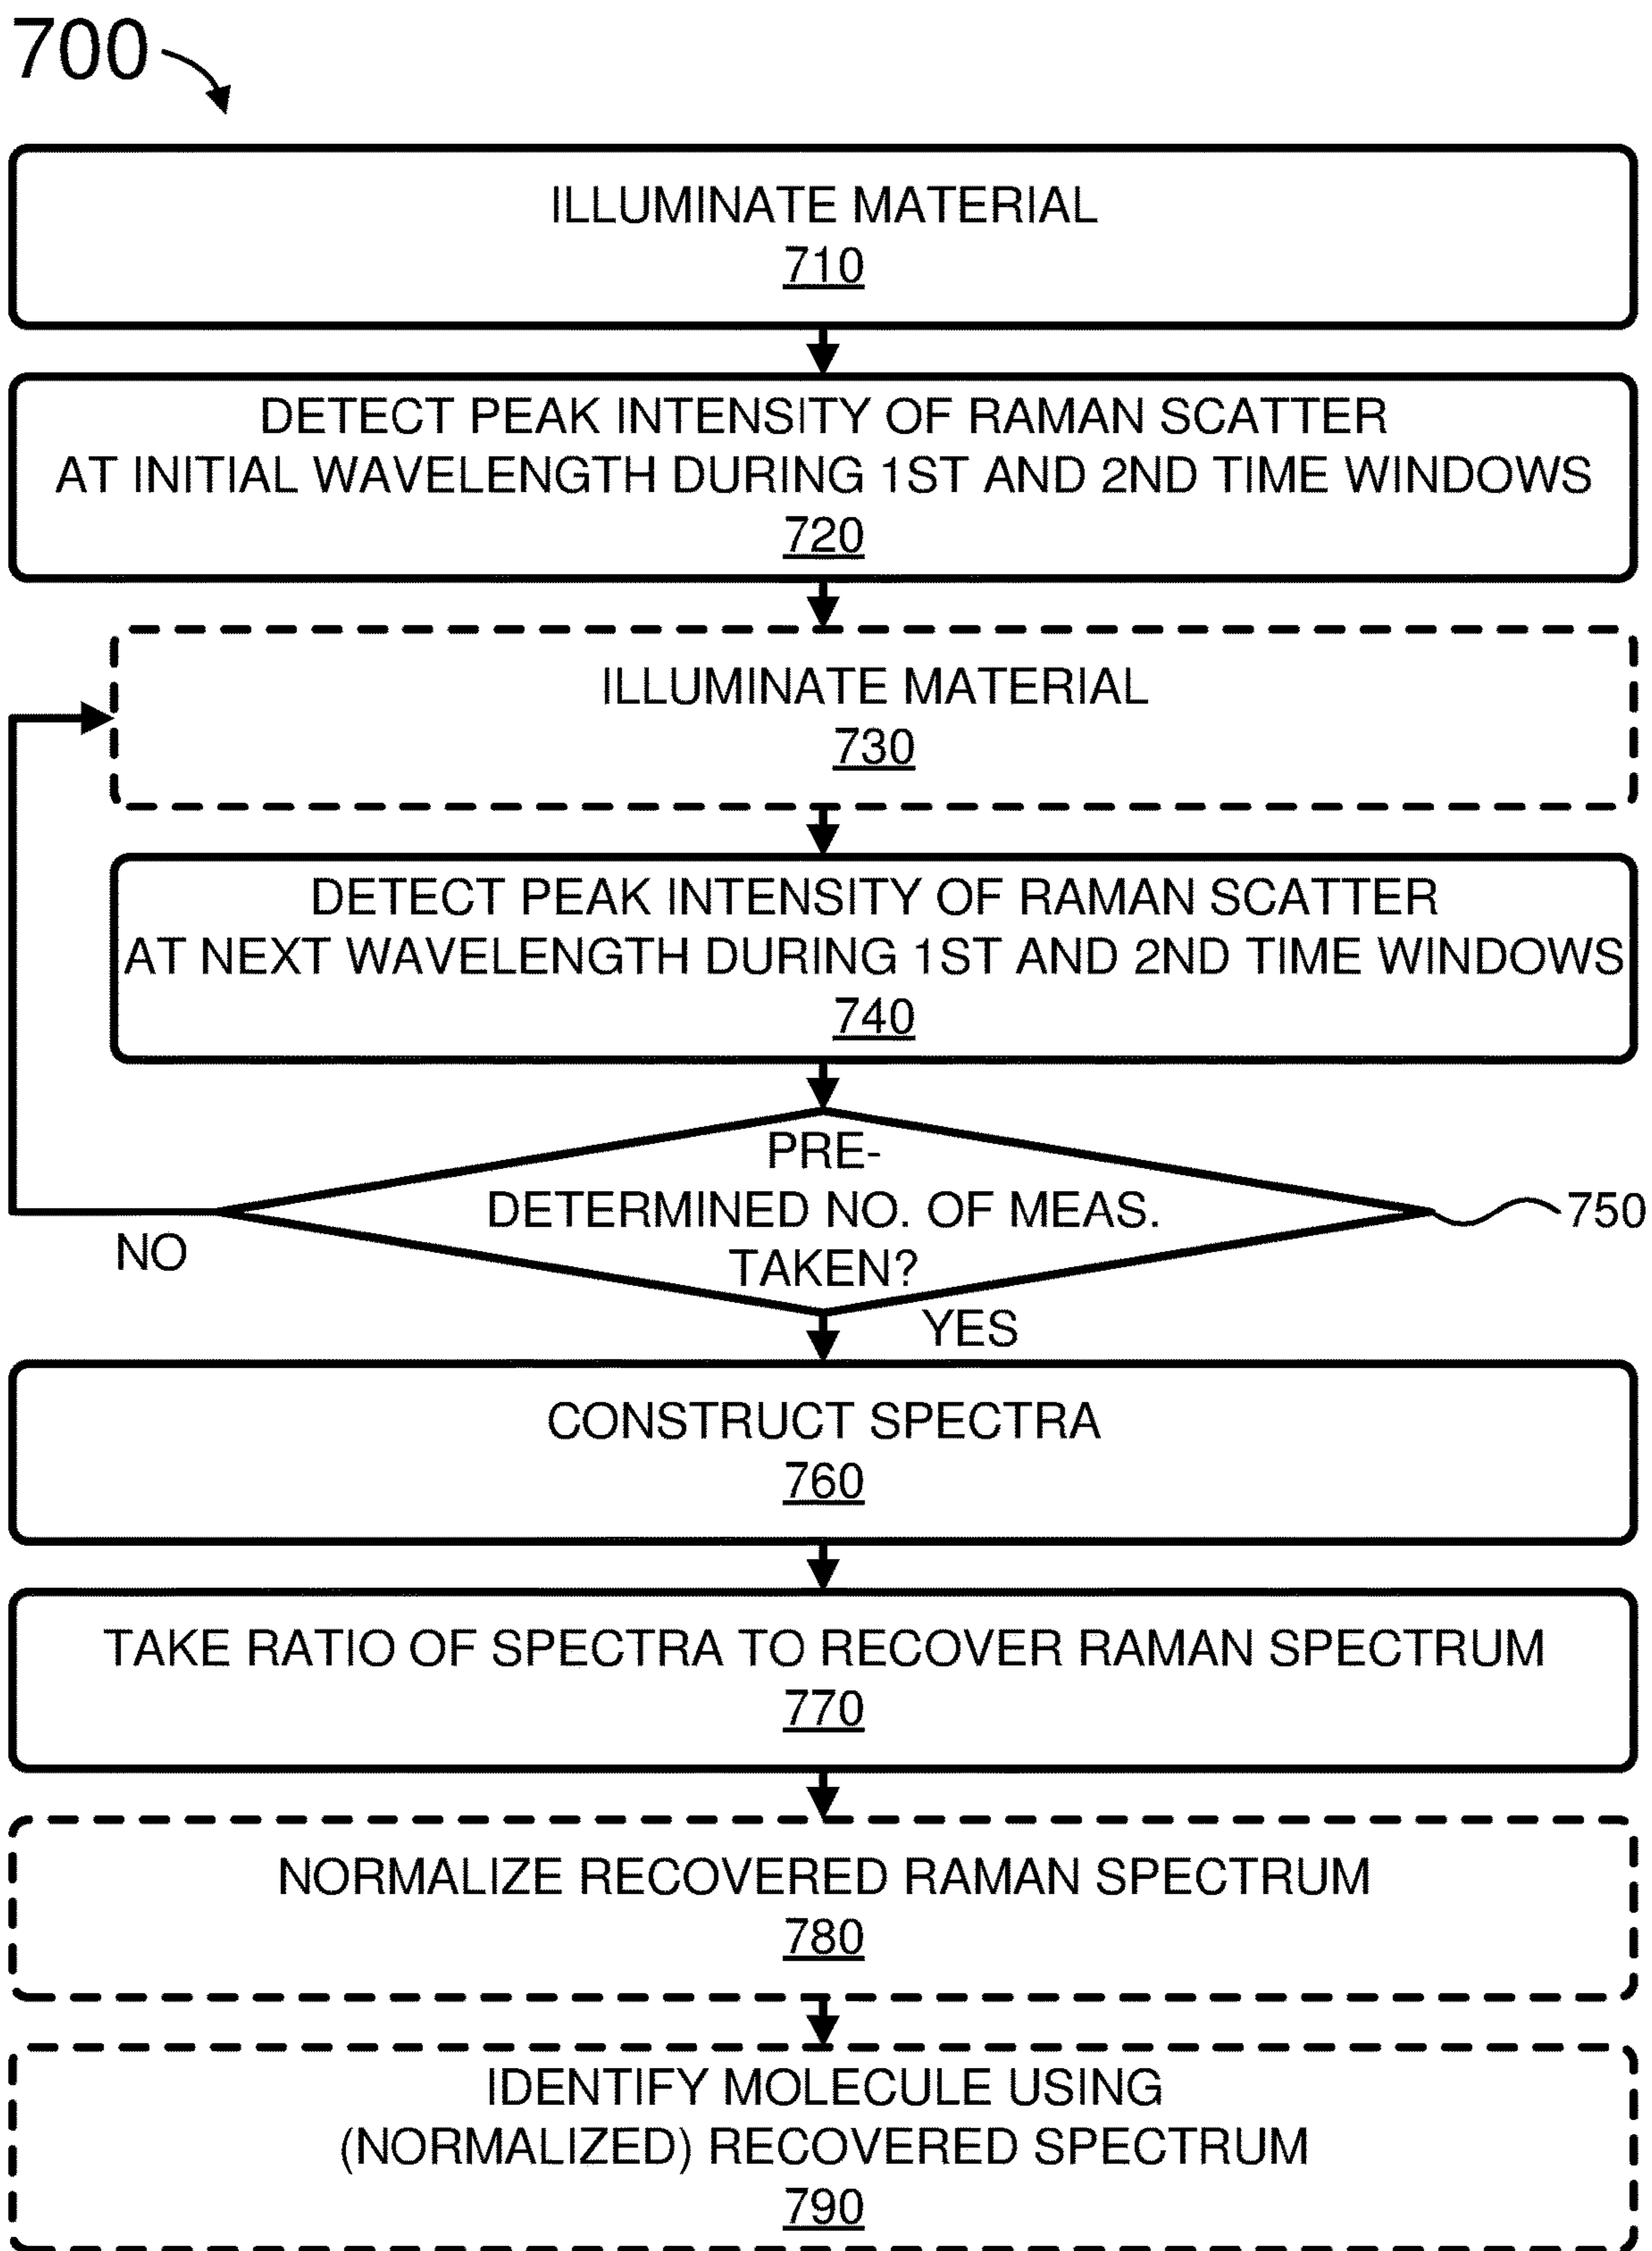 700
ILLUMINATE MATERIAL
710
DETECT PEAK INTENSITY OF RAMAN SCATTER
AT INITIAL WAVELENGTH DURING 1ST AND 2ND TIME WINDOWS
720
ILLUMINATE MATERIAL
730
DETECT PEAK INTENSITY OF RAMAN SCATTER
AT NEXT WAVELENGTH DURING 1ST AND 2ND TIME WINDOWS
740
PRE-
DETERMINED NO. OF MEAS.
TAKEN?
750
NO
YES
CONSTRUCT SPECTRA
760
TAKE RATIO OF SPECTRA TO RECOVER RAMAN SPECTRUM
770
NORMALIZE RECOVERED RAMAN SPECTRUM
780
IDENTIFY MOLECULE USING
(NORMALIZED) RECOVERED SPECTRUM
790